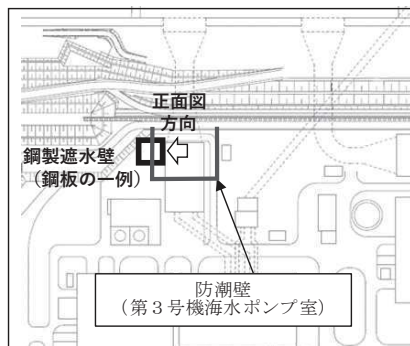 正面図
方向
鋼製遮水壁
（鋼板の一例）
防潮壁
（第３号機海水ポンプ室）